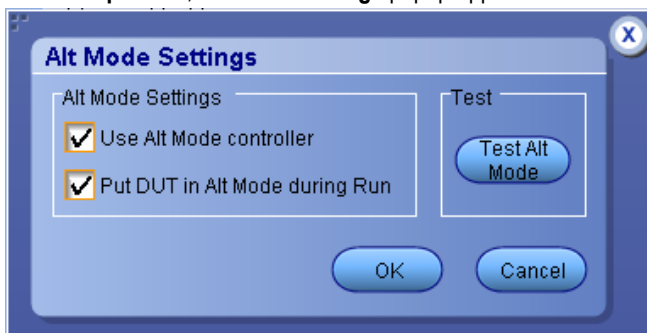 Alt Mode Settings
Alt Mode Settings
Test
Use Alt Mode controller
Put DUT in Alt Mode during Run
Test Alt
Mode
OK
Cancel
X